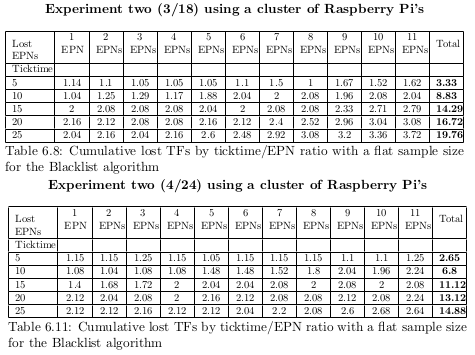 Experiment two (3/18) using a cluster of Raspberry Pi's
Lost EPNs 1 EPN 2 EPNs 3 EPNs 4 EPNs 5 EPNs 6 EPNs 7 EPNs 8 EPNs 9 EPNs 10 EPNs 11 EPNs Total
Ticktime
5 1.14 1.1 1.05 1.05 1.05 1.1 1.5 1 1.67 1.52 1.62 3.33
10 1.04 1.25 1.29 1.17 1.88 2.04 2 2.08 1.96 2.08 2.04 8.83
15 2 2.08 2.08 2.08 2.04 2 2.08 2.08 2.33 2.71 2.79 14.29
20 2.16 2.12 2.08 2.08 2.16 2.12 2.4 2.52 2.96 3.04 3.08 16.72
25 2.04 2.16 2.04 2.16 2.6 2.48 2.92 3.08 3.2 3.36 3.72 19.76
Table 6.8: Cumulative lost TFs by ticktime/EPN ratio with a flat sample size
for the Blacklist algorithm
Experiment two (4/24) using a cluster of Raspberry Pi's
Lost EPNs 1 EPN 2 EPNs 3 EPNs 4 EPNs 5 EPNs 6 EPNs 7 EPNs 8 EPNs 9 EPNs 10 EPNs 11 EPNs Total
Ticktime
5 1.15 1.15 1.25 1.15 1.05 1.15 1.15 1.15 1.1 1.1 1.25 2.65
10 1.08 1.04 1.08 1.08 1.48 1.48 1.52 1.8 2.04 1.96 2.24 6.8
15 1.4 1.68 1.72 2 2.04 2.04 2.08 2 2.08 2 2.08 11.12
20 2.12 2.04 2.08 2 2.16 2.12 2.08 2.08 2.12 2.08 2.24 13.12
25 2.12 2.12 2.16 2.12 2.12 2.04 2.2 2.08 2.6 2.68 2.64 14.88
Table 6.11: Cumulative lost TFs by ticktime/EPN ratio with a flat sample size
for the Blacklist algorithm